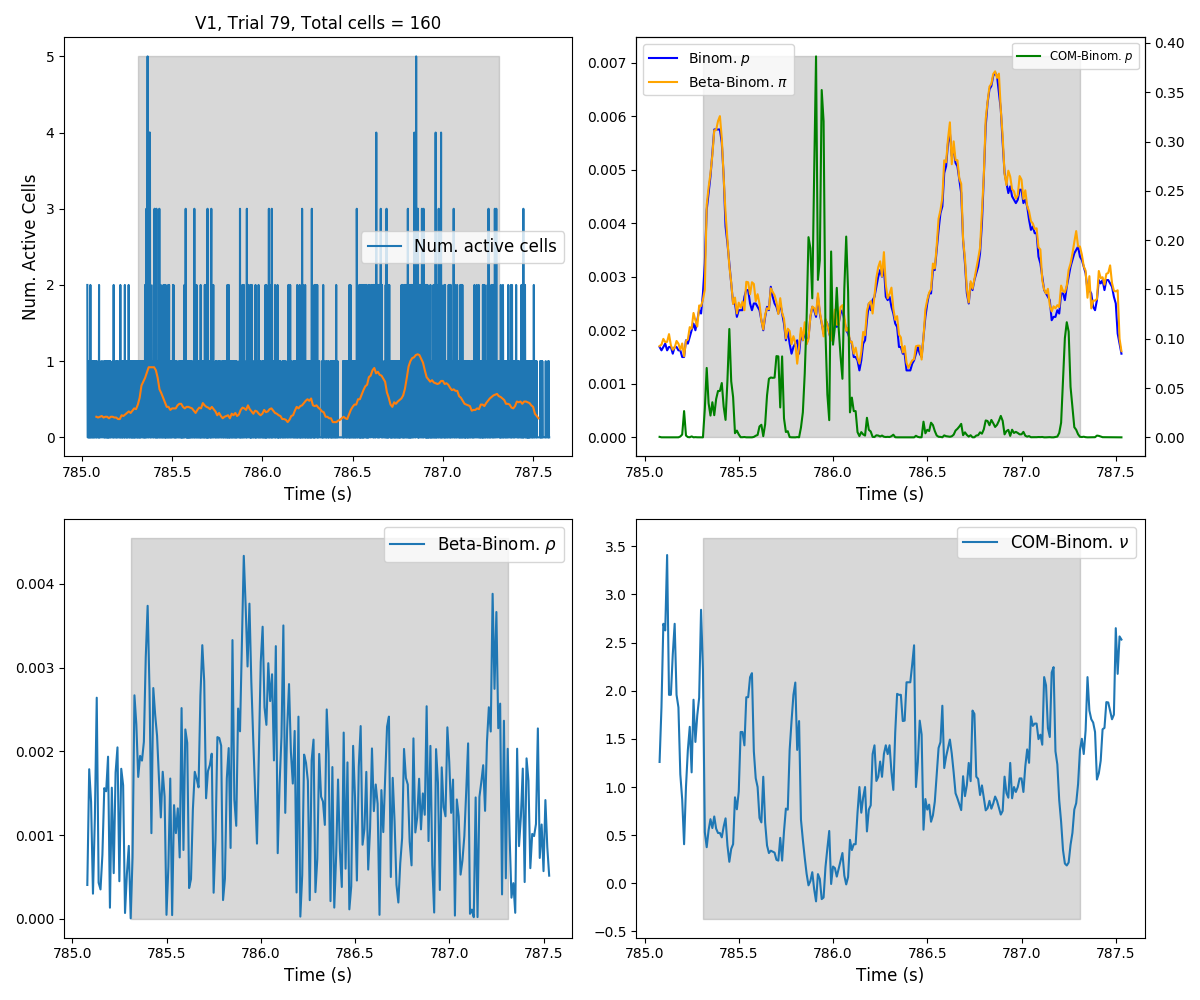 V1, Trial 79, Total cells = 160
5
4
3
2
1
0
Num. Active Cells
Num. active cells
785.0 785.5 786.0 786.5 787.0 787.5
Time (s)
Binom. p
Beta-Binom. π
COM-Binom. p
0.007
0.006
0.005
0.004
0.003
0.002
0.001
0.000
0.40
0.35
0.30
0.25
0.20
0.15
0.10
0.05
0.00
785.0 785.5 786.0 786.5 787.0 787.5
Time (s)
Beta-Binom. ρ
0.004
0.003
0.002
0.001
0.000
785.0 785.5 786.0 786.5 787.0 787.5
Time (s)
COM-Binom. ν
3.5
3.0
2.5
2.0
1.5
1.0
0.5
0.0
−0.5
785.0 785.5 786.0 786.5 787.0 787.5
Time (s)